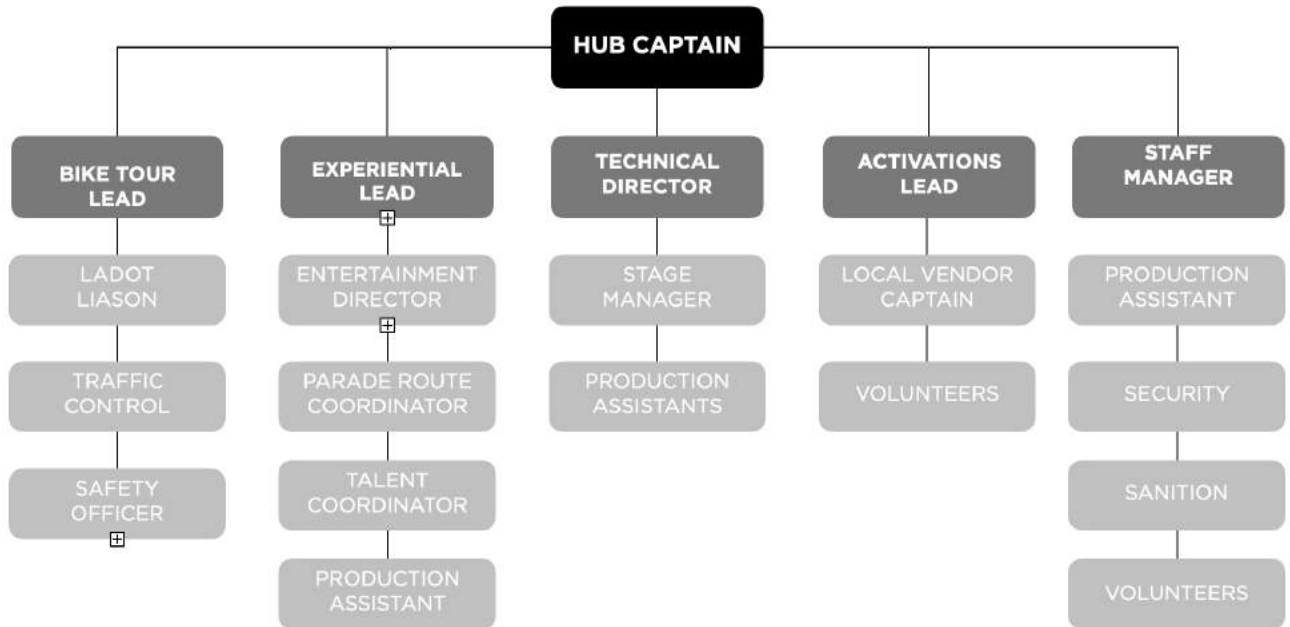 HUB CAPTAIN
BIKE TOUR
LEAD
LADOT
LIASON
TRAFFIC
CONTROL
SAFETY
OFFICER
EXPERIENTIAL
LEAD
ENTERTAINMENT
DIRECTOR
PARADE ROUTE
COORDINATOR
TALENT
COORDINATOR
PRODUCTION
ASSISTANT
TECHNICAL
DIRECTOR
STAGE
MANAGER
PRODUCTION
ASSISTANTS
ACTIVATIONS
LEAD
LOCAL VENDOR
CAPTAIN
VOLUNTEERS
STAFF
MANAGER
PRODUCTION
ASSISTANT
SECURITY
SANITION
VOLUNTEERS